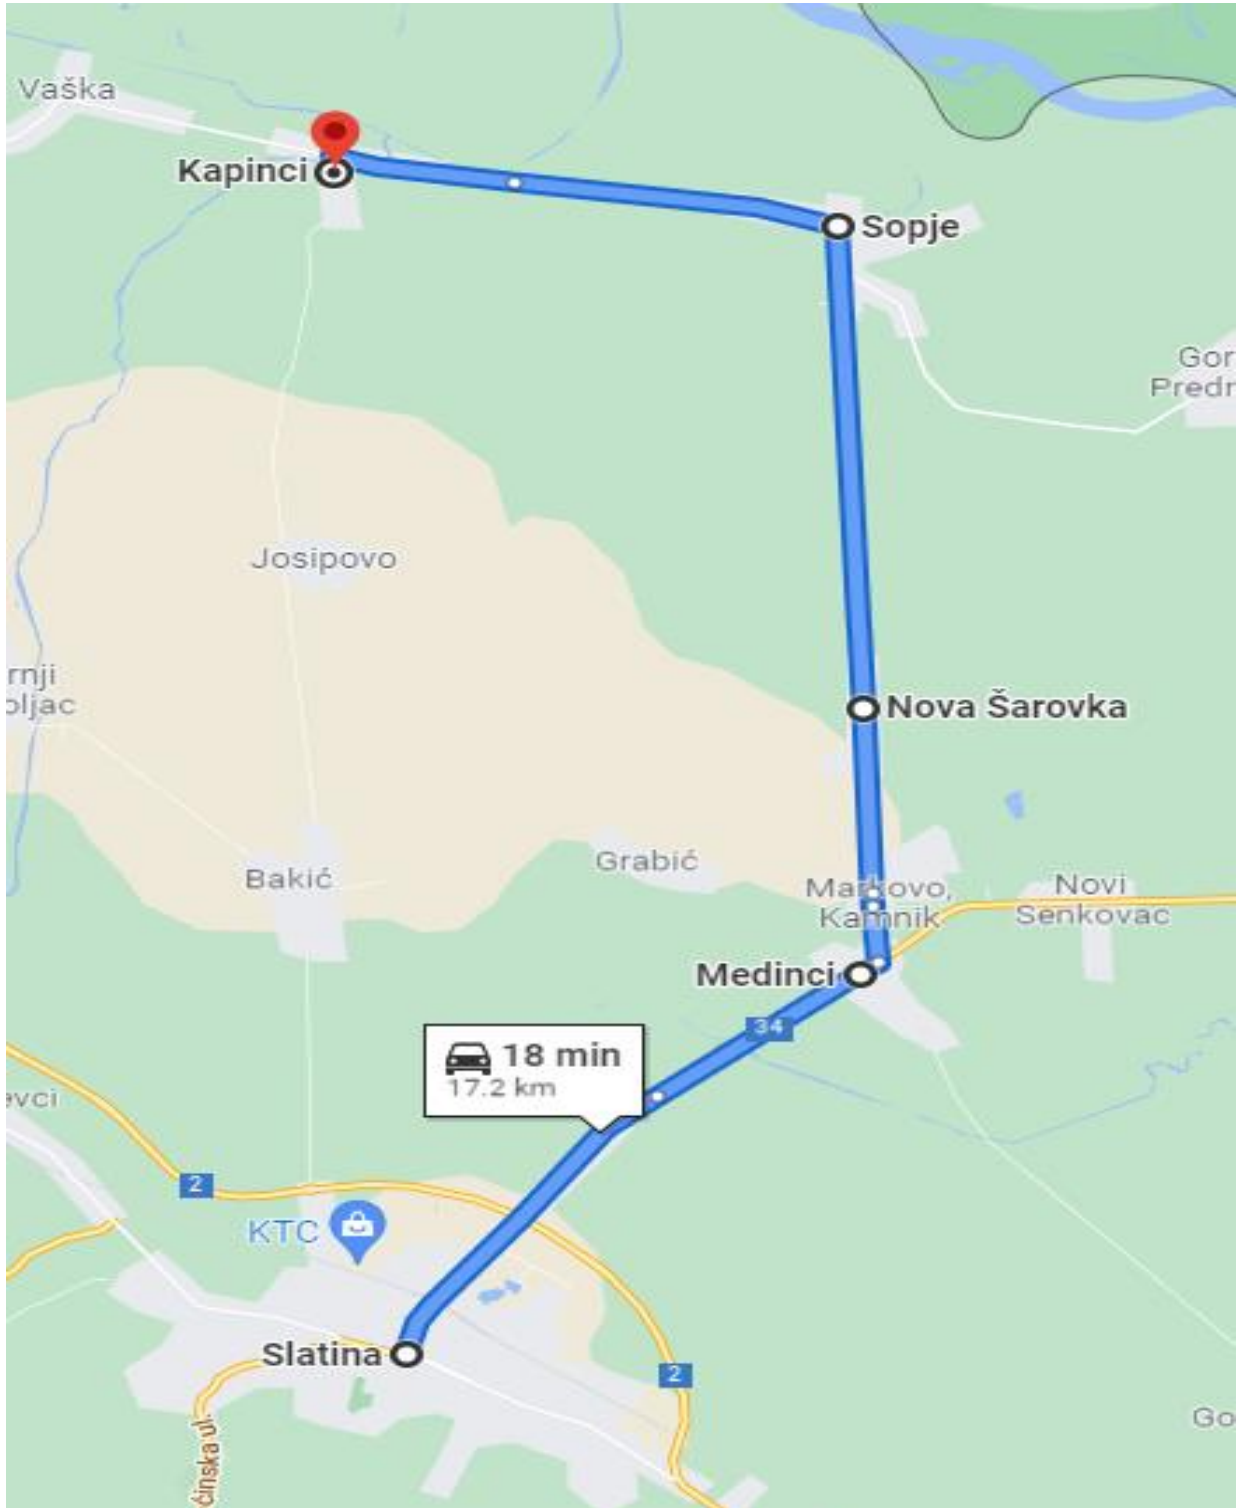 Vaška
Kapinci
Sopje
Gor
Predr
Josipovo
rnji
oljac
Nova Šarovka
Grabić
Bakić
Markovo,
Kamnik
Novi
Senkovac
Medinci
34
18 min
17.2 km
evci
2
KTC
Slatina
2
Go
ćinska ul.